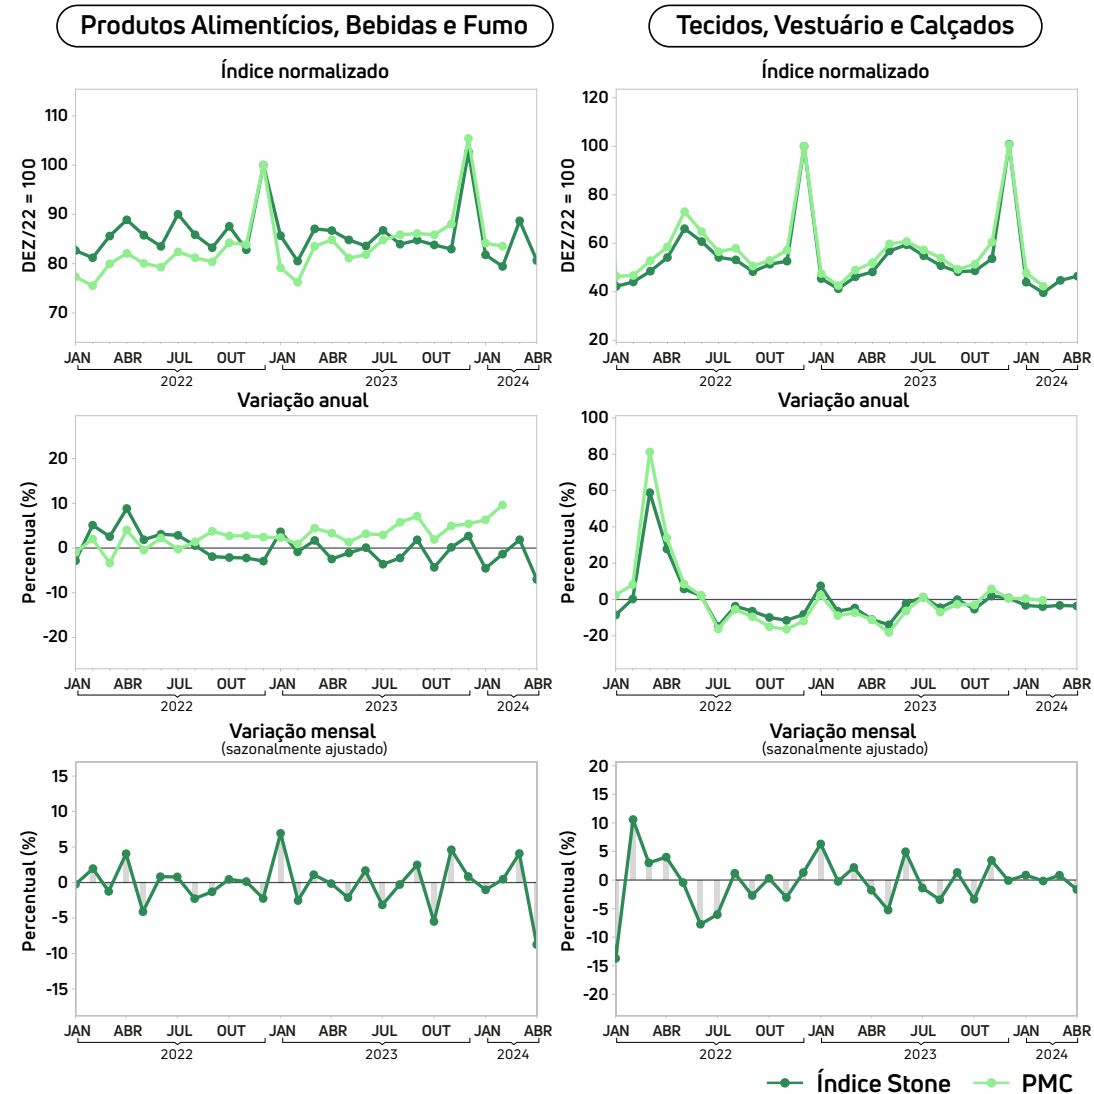 Produtos Alimentícios, Bebidas e Fumo
Índice normalizado
DEZ/22 = 100
110
100
90
80
70
JAN ABR JUL OUT JAN ABR JUL OUT JAN ABR
2022 2023 2024
Variação anual
Percentual (%)
20
10
0
-10
-20
JAN ABR JUL OUT JAN ABR JUL OUT JAN ABR
2022 2023 2024
Variação mensal
(sazonalmente ajustado)
Percentual (%)
15
10
5
0
-5
-10
-15
JAN ABR JUL OUT JAN ABR JUL OUT JAN ABR
2022 2023 2024
Tecidos, Vestuário e Calçados
Índice normalizado
DEZ/22 = 100
120
100
80
60
40
20
JAN ABR JUL OUT JAN ABR JUL OUT JAN ABR
2022 2023 2024
Variação anual
Percentual (%)
100
80
60
40
20
0
-20
JAN ABR JUL OUT JAN ABR JUL OUT JAN ABR
2022 2023 2024
Variação mensal
(sazonalmente ajustado)
Percentual (%)
20
15
10
5
0
-5
-10
-15
-20
JAN ABR JUL OUT JAN ABR JUL OUT JAN ABR
2022 2023 2024
Índice Stone PMC